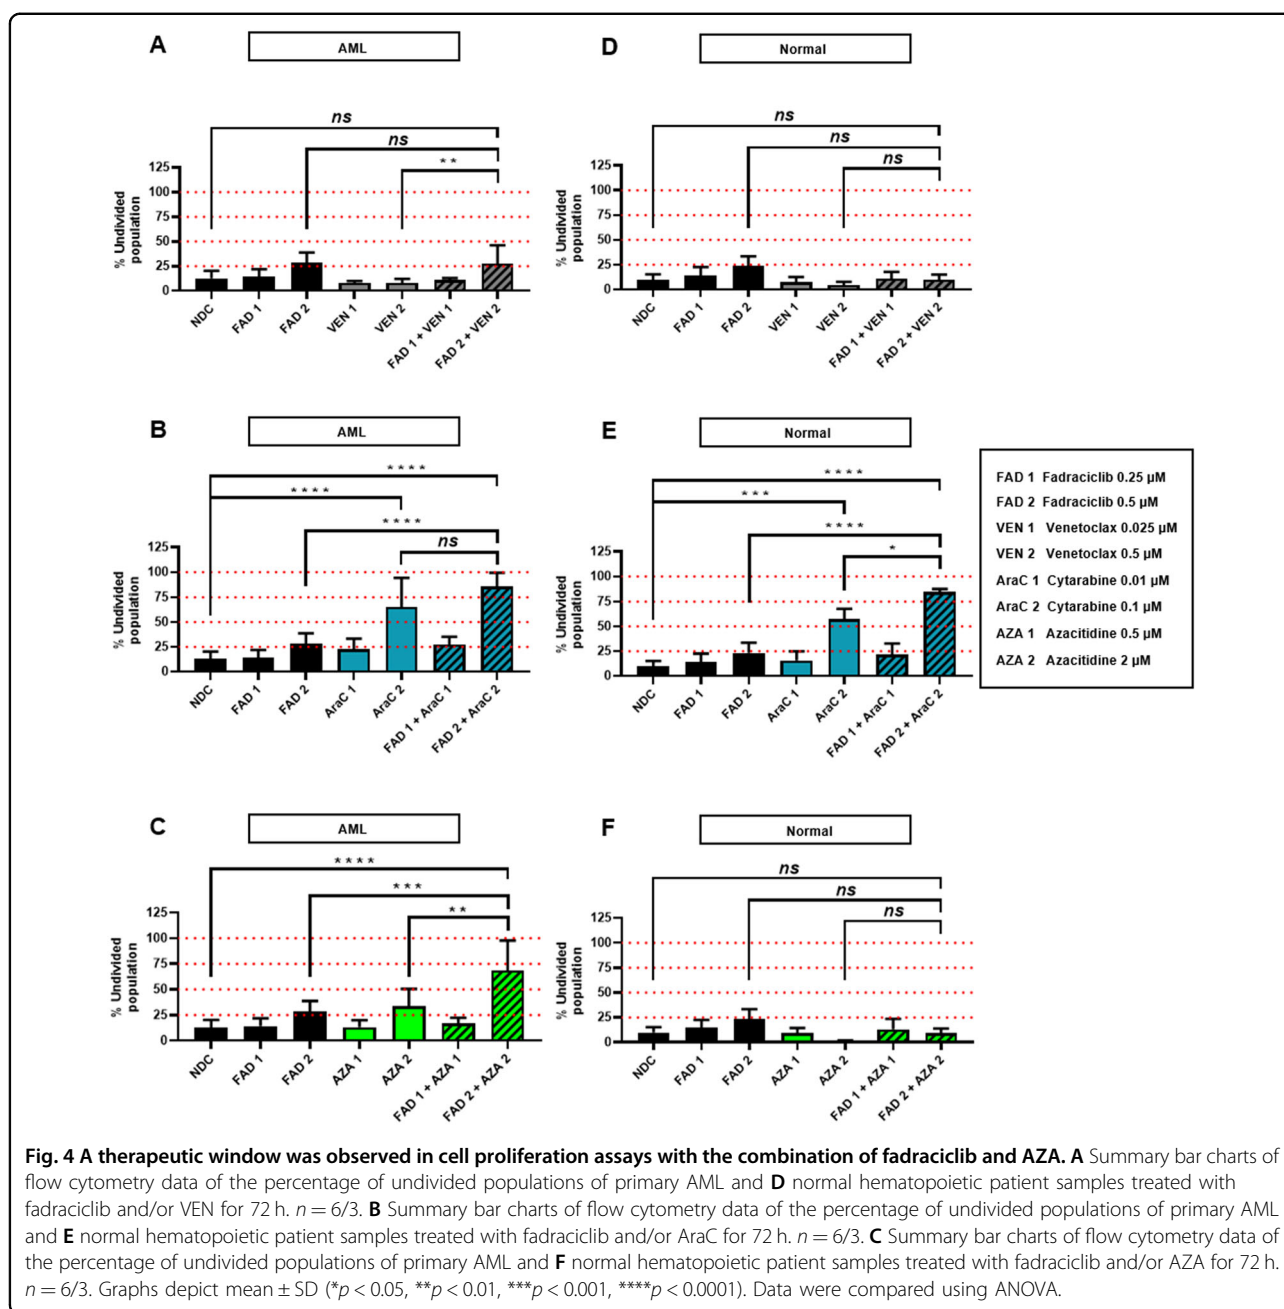 A
AML
ns
ns
**
% Undivided
population
125
100
75
50
25
0
NDC
FAD 1
FAD 2
VEN 1
VEN 2
FAD 1 + VEN 1
FAD 2 + VEN 2
D
Normal
ns
ns
ns
% Undivided
population
125
100
75
50
25
0
NDC
FAD 1
FAD 2
VEN 1
VEN 2
FAD 1 + VEN 1
FAD 2 + VEN 2
B
AML
****
****
****
ns
% Undivided
population
125
100
75
50
25
0
NDC
FAD 1
FAD 2
AraC 1
AraC 2
FAD 1 + AraC 1
FAD 2 + AraC 2
E
Normal
****
***
****
*
% Undivided
population
125
100
75
50
25
0
NDC
FAD 1
FAD 2
AraC 1
AraC 2
FAD 1 + AraC 1
FAD 2 + AraC 2
FAD 1 Fadraciclib 0.25 µM
FAD 2 Fadraciclib 0.5 µM
VEN 1 Venetoclax 0.025 µM
VEN 2 Venetoclax 0.5 µM
AraC 1 Cytarabine 0.01 µM
AraC 2 Cytarabine 0.1 µM
AZA 1 Azacitidine 0.5 µM
AZA 2 Azacitidine 2 µM
C
AML
****
***
**
% Undivided
population
125
100
75
50
25
0
NDC
FAD 1
FAD 2
AZA 1
AZA 2
FAD 1 + AZA 1
FAD 2 + AZA 2
F
Normal
ns
ns
ns
% Undivided
population
125
100
75
50
25
0
NDC
FAD 1
FAD 2
AZA 1
AZA 2
FAD 1 + AZA 1
FAD 2 + AZA 2
Fig. 4 A therapeutic window was observed in cell proliferation assays with the combination of fadraciclib and AZA. A Summary bar charts of
flow cytometry data of the percentage of undivided populations of primary AML and D normal hematopoietic patient samples treated with
fadraciclib and/or VEN for 72 h. n = 6/3. B Summary bar charts of flow cytometry data of the percentage of undivided populations of primary AML
and E normal hematopoietic patient samples treated with fadraciclib and/or AraC for 72 h. n = 6/3. C Summary bar charts of flow cytometry data of
the percentage of undivided populations of primary AML and F normal hematopoietic patient samples treated with fadraciclib and/or AZA for 72 h.
n = 6/3. Graphs depict mean ± SD (*p < 0.05, **p < 0.01, ***p < 0.001, ****p < 0.0001). Data were compared using ANOVA.